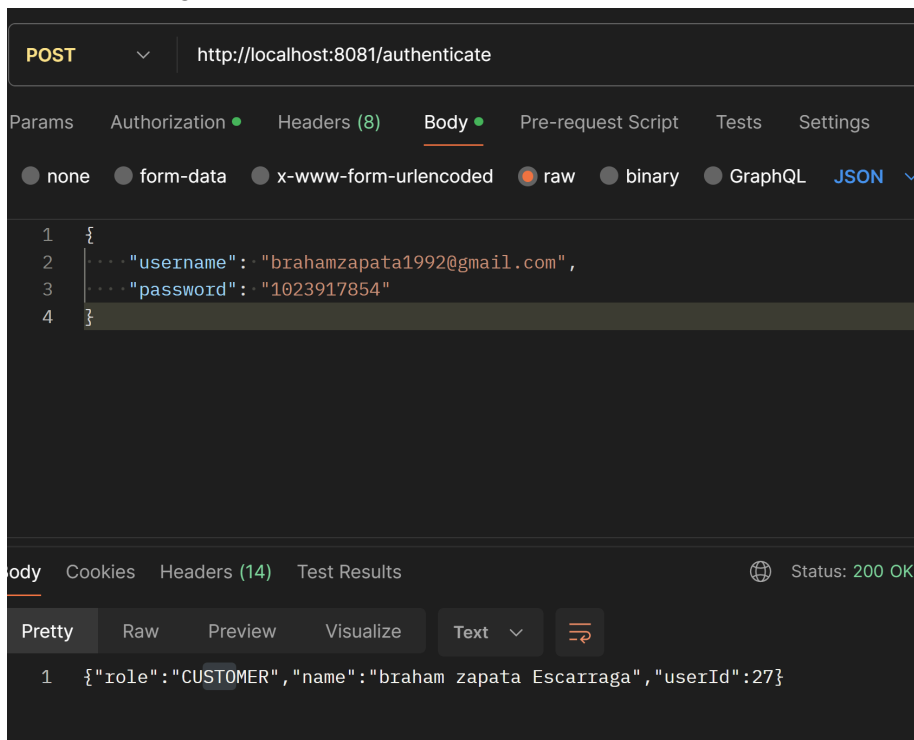 POST http://localhost:8081/authenticate
Params Authorization Headers (8) Body Pre-request Script Tests Settings
none form-data x-www-form-urlencoded raw binary GraphQL JSON
1 {
2 "username": "brahamzapata1992@gmail.com",
3 "password": "1023917854"
4 }
ody Cookies Headers (14) Test Results Status: 200 OK
Pretty Raw Preview Visualize Text
1 {"role":"CUSTOMER","name":"braham zapata Escarraga","userId":27}